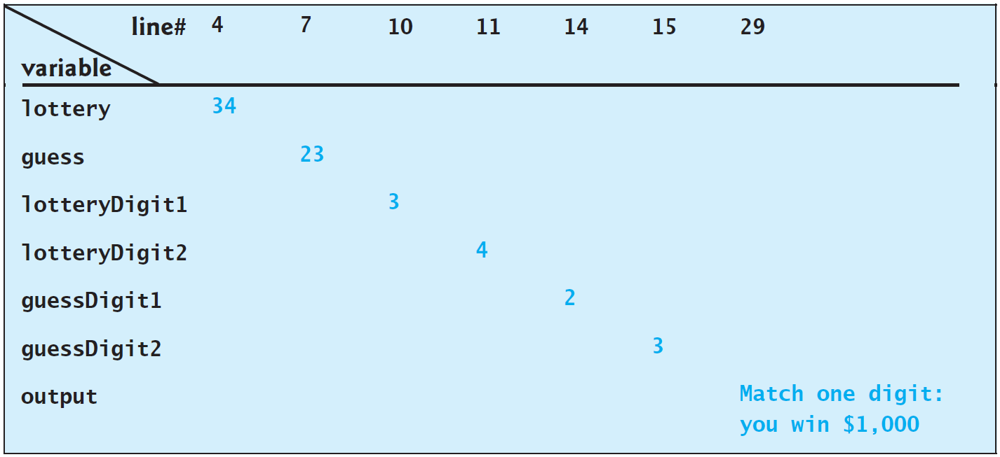 line# 4 7 10 11 14 15 29
variable
lottery 34
guess 23
lotteryDigit1 3
lotteryDigit2 4
guessDigit1 2
guessDigit2 3
output Match one digit:
you win $1,000